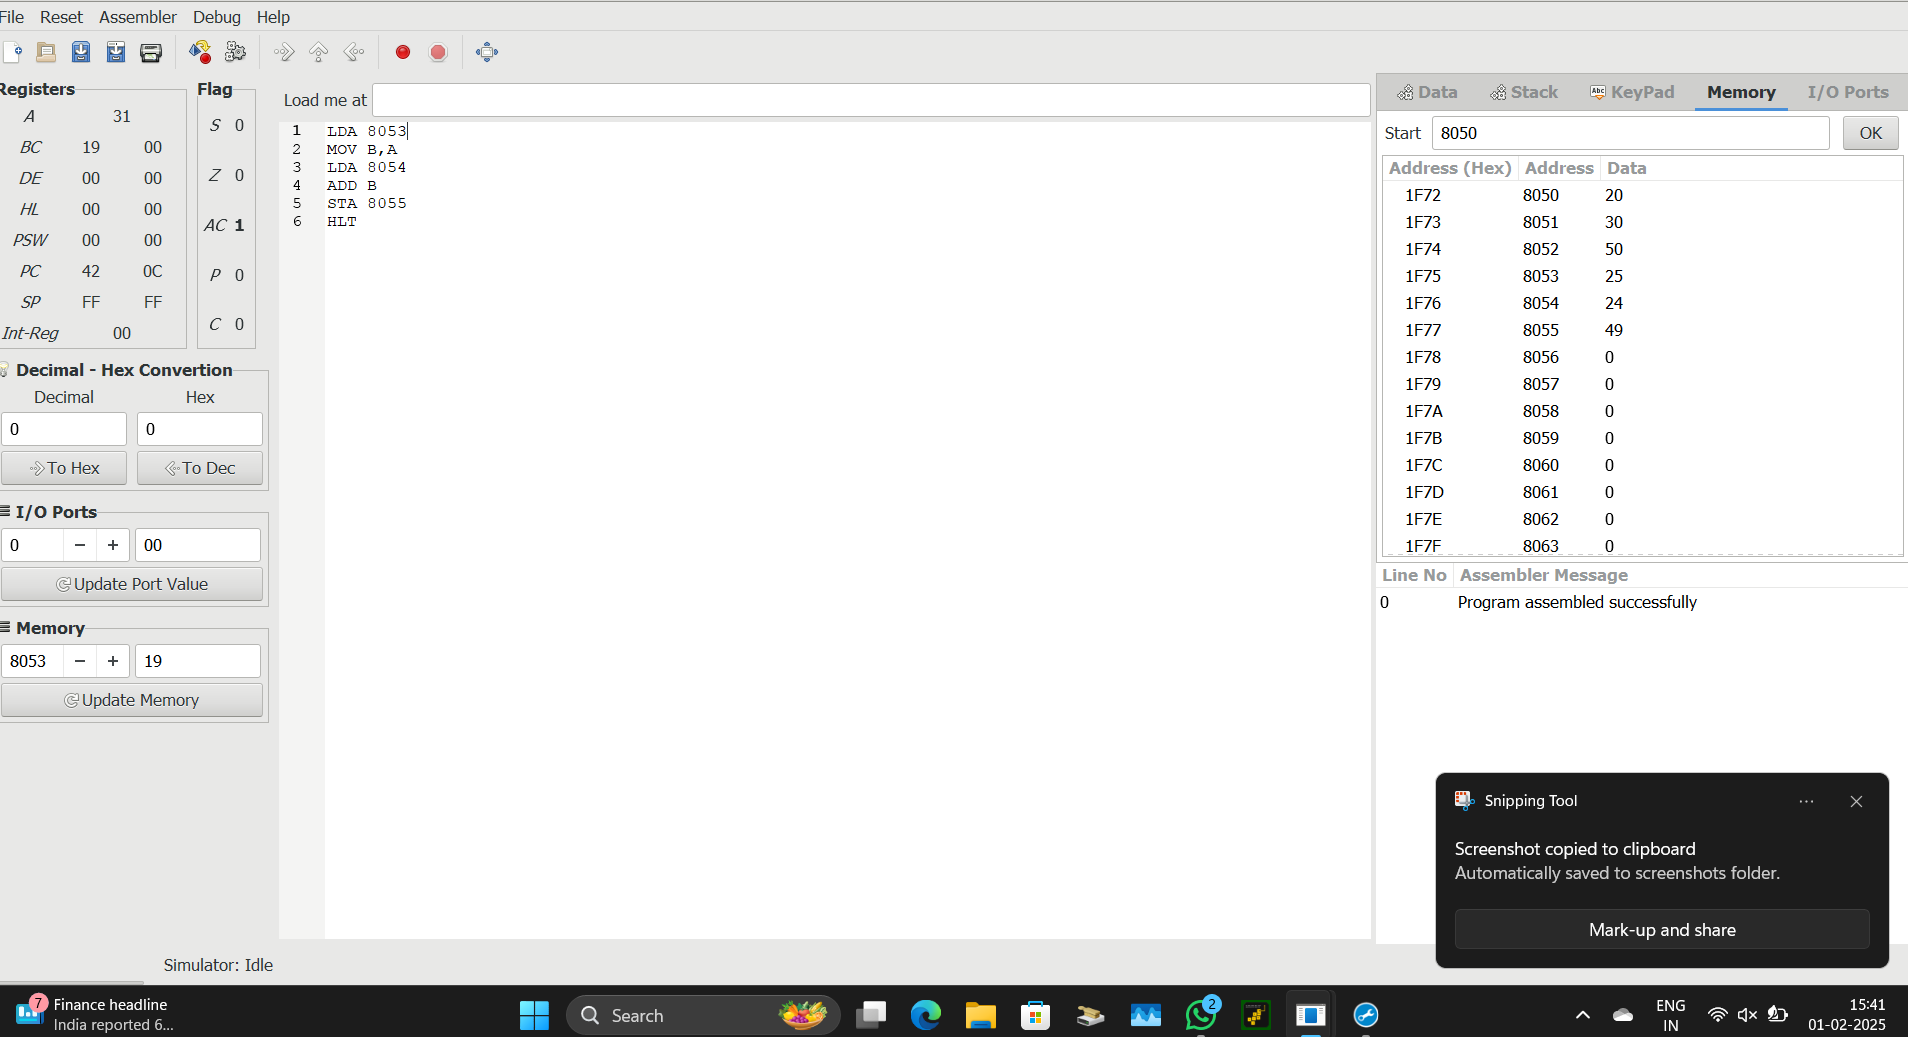 File Reset Assembler Debug Help
Registers
A 31
BC 19 00
DE 00 00
HL 00 00
PSW 00 00
PC 42 0C
SP FF FF
Int-Reg 00
Flag
S 0
Z 0
AC 1
P 0
C 0
Decimal - Hex Convertion
Decimal Hex
0 0
To Hex To Dec
I/O Ports
0 − + 00
Update Port Value
Memory
8053 − + 19
Update Memory
Load me at
1 LDA 8053
2 MOV B,A
3 LDA 8054
4 ADD B
5 STA 8055
6 HLT
Data Stack Abc KeyPad Memory I/O Ports
Start 8050 OK
Address (Hex) Address Data
1F72 8050 20
1F73 8051 30
1F74 8052 50
1F75 8053 25
1F76 8054 24
1F77 8055 49
1F78 8056 0
1F79 8057 0
1F7A 8058 0
1F7B 8059 0
1F7C 8060 0
1F7D 8061 0
1F7E 8062 0
1F7F 8063 0
Line No Assembler Message
0 Program assembled successfully
Snipping Tool
Screenshot copied to clipboard
Automatically saved to screenshots folder.
Mark-up and share
Simulator: Idle
7 Finance headline
India reported 6...
Search
2
ENG
IN
15:41
01-02-2025